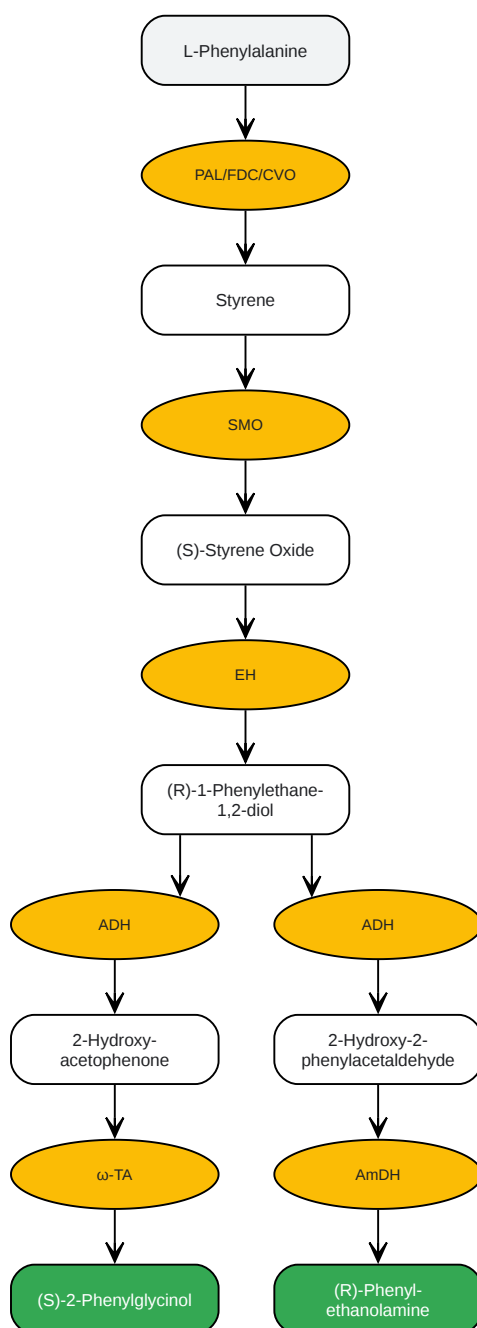 L-Phenylalanine
PAL/FDC/CVO
Styrene
SMO
(S)-Styrene Oxide
EH
(R)-1-Phenylethane-
1,2-diol
ADH
ADH
2-Hydroxy-
acetophenone
2-Hydroxy-2-
phenylacetaldehyde
ω-TA
AmDH
(S)-2-Phenylglycinol
(R)-Phenyl-
ethanolamine